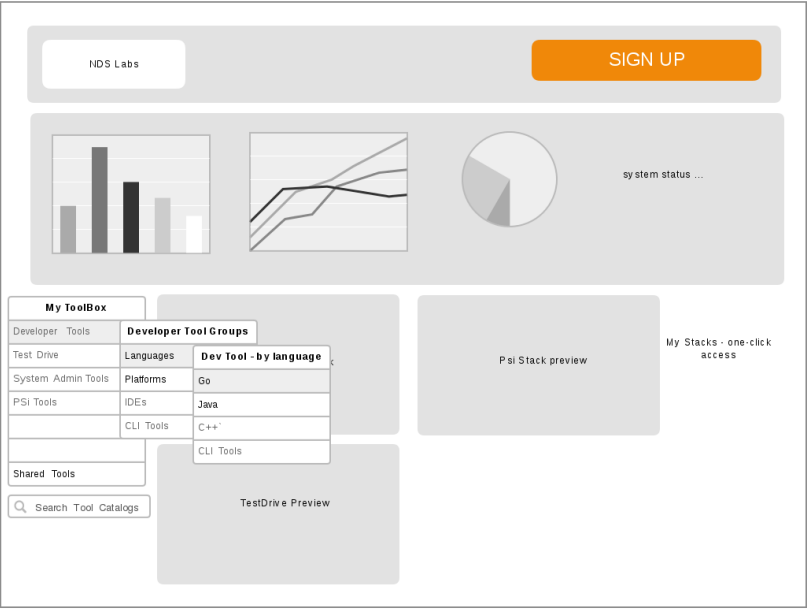 NDS Labs
SIGN UP
system status ...
My ToolBox
Developer Tools
Test Drive
System Admin Tools
PSi Tools
Shared Tools
Search Tool Catalogs
Developer Tool Groups
Languages
Platforms
IDEs
CLI Tools
Dev Tool - by language
Go
Java
C++`
CLI Tools
Psi Stack preview
My Stacks - one-click
access
TestDrive Preview